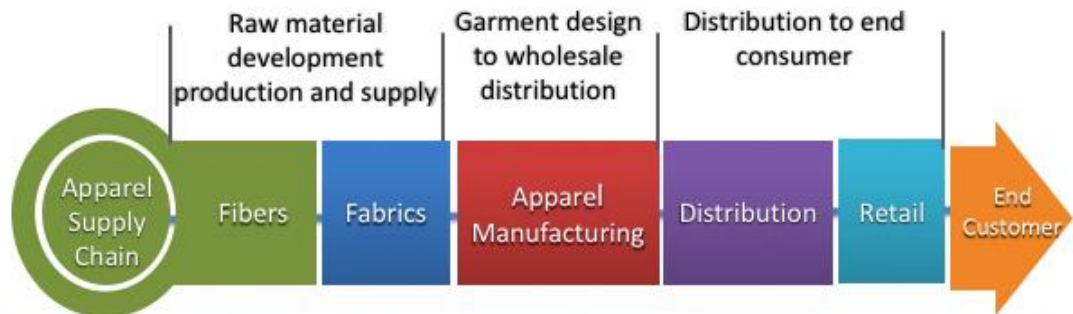 Raw material
development
production and supply
Garment design
to wholesale
distribution
Distribution to end
consumer
Apparel
Supply
Chain
Fibers
Fabrics
Apparel
Manufacturing
Distribution
Retail
End
Customer